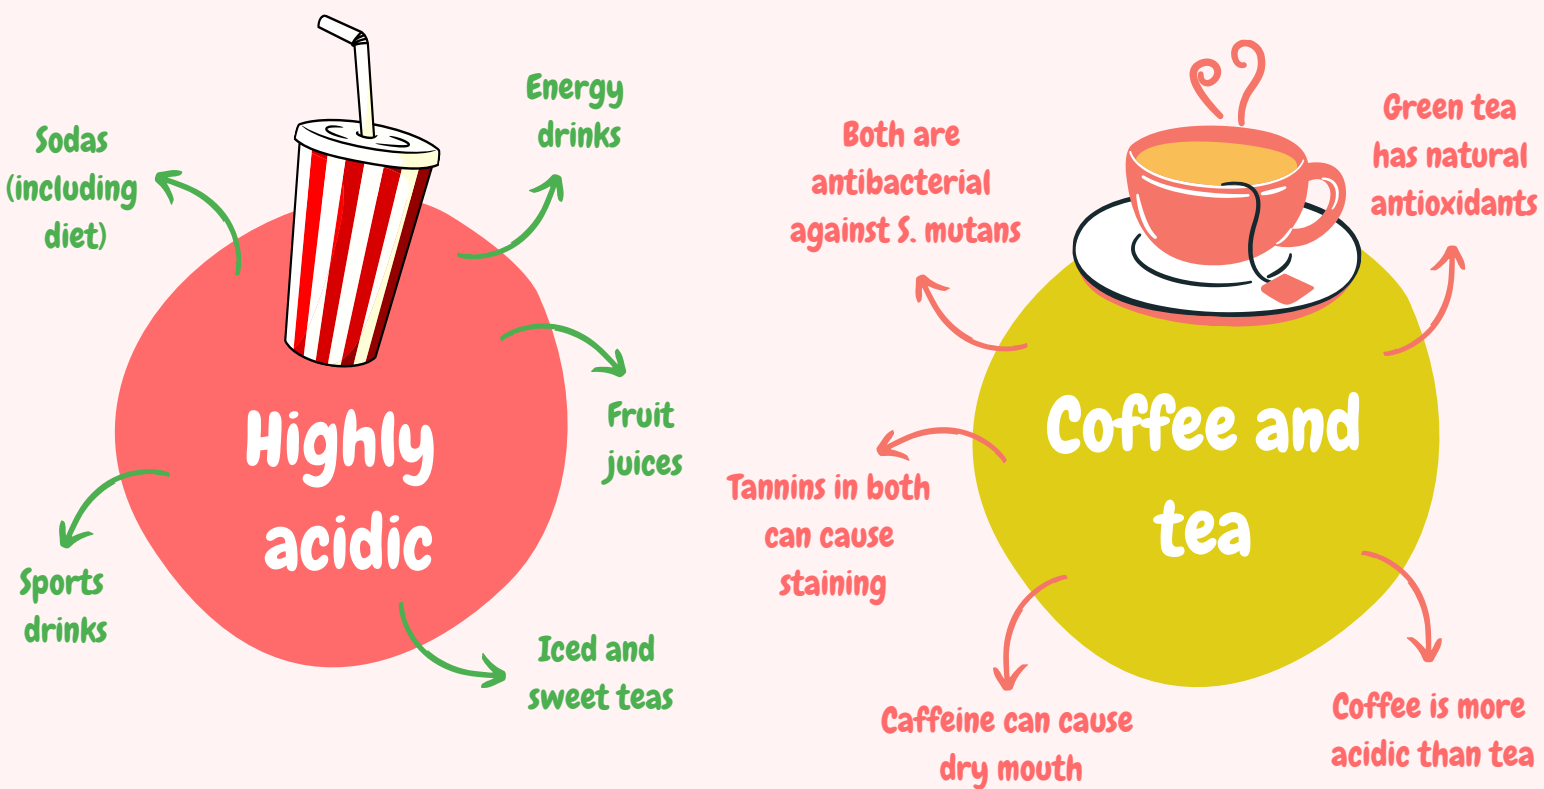 Sodas
(including
diet)
Energy
drinks
Fruit
juices
Highly
acidic
Sports
drinks
Iced and
sweet teas
Both are
antibacterial
against S. mutans
Green tea
has natural
antioxidants
Coffee and
tea
Tannins in both
can cause
staining
Caffeine can cause
dry mouth
Coffee is more
acidic than tea